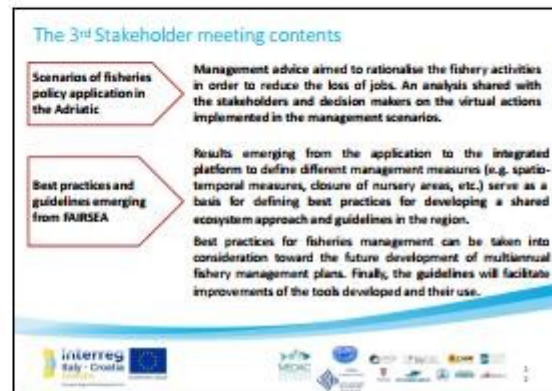 The 3rd Stakeholder meeting contents
Scenarios of fisheries
policy application in
the Adriatic
Management advice aimed to rationalise the fishery activities
in order to reduce the loss of jobs. An analysis shared with
the stakeholders and decision makers on the virtual actions
implemented in the management scenarios.
Best practices and
guidelines emerging
from FAIRSEA
Results emerging from the application to the integrated
platform to define different management measures (e.g. spatio-
temporal measures, closure of nursery areas, etc.) serve as a
basis for defining best practices for developing a shared
ecosystem approach and guidelines in the region.
Best practices for fisheries management can be taken into
consideration toward the future development of multiannual
fishery management plans. Finally, the guidelines will facilitate
improvements of the tools developed and their use.
Interreg
Italy - Croatia
MEDAC